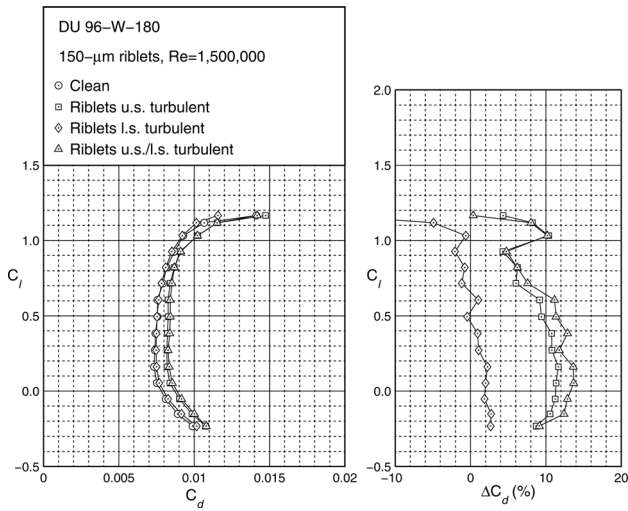 DU 96−W−180
150−μm riblets, Re=1,500,000
Clean
Riblets u.s. turbulent
Riblets l.s. turbulent
Riblets u.s./l.s. turbulent
1.5
1.0
0.5
0.0
−0.5
C_l
0
0.005
0.01
0.015
0.02
C_d
2.0
1.5
1.0
0.5
0.0
−0.5
C_l
−10
0
10
20
ΔC_d (%)